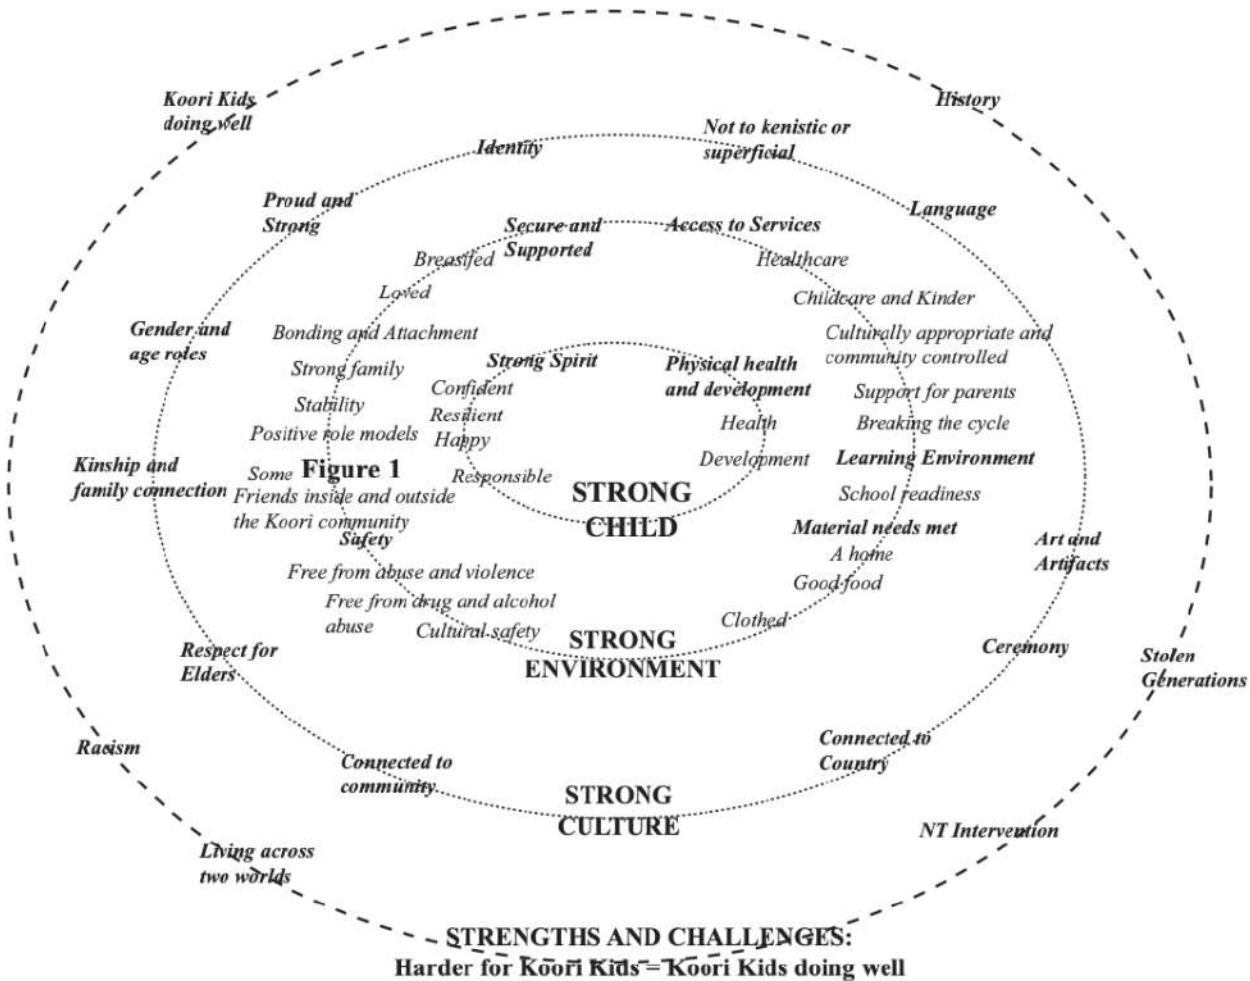 Koori Kids
doing well
History
Not to kenistic or
superficial
Identity
Proud and
Strong
Language
Secure and
Supported
Access to Services
Breasifed
Healthcare
Loved
Childcare and Kinder
Gender and
age roles
Bonding and Attachment
Culturally appropriate and
community controlled
Strong family
Strong Spirit
Physical health
and development
Confident
Support for parents
Stability
Resilient
Health
Breaking the cycle
Positive role models
Happy
Kinship and
family connection
Some
Figure 1
Responsible
Development
Learning Environment
Friends inside and outside
the Koori community
STRONG
CHILD
School readiness
Safety
Material needs met
A home
Good food
Art and
Artifacts
Free from abuse and violence
Free from drug and alcohol
abuse
Cultural safety
Clothed
STRONG
ENVIRONMENT
Respect for
Elders
Ceremony
Stolen
Generations
Racism
Connected to
community
Connected to
Country
STRONG
CULTURE
NT Intervention
Living across
two worlds
STRENGTHS AND CHALLENGES:
Harder for Koori Kids = Koori Kids doing well